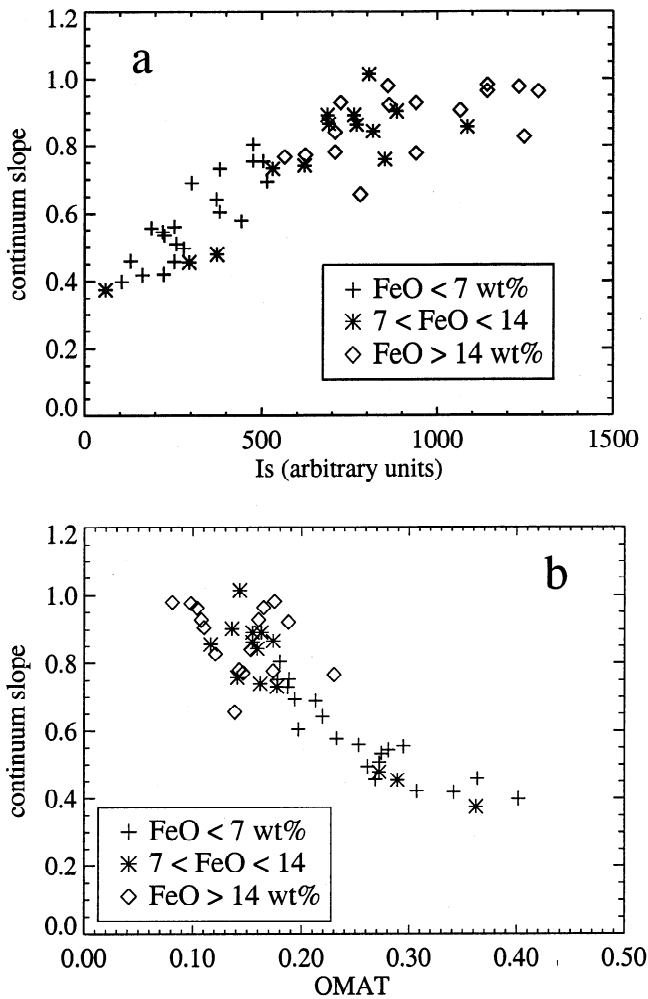 1.2
a
1.0
0.8
0.6
0.4
0.2
0.0
continuum slope
FeO < 7 wt%
7 < FeO < 14
FeO > 14 wt%
0 500 1000 1500
Is (arbitrary units)
1.2
b
1.0
0.8
0.6
0.4
0.2
0.0
continuum slope
FeO < 7 wt%
7 < FeO < 14
FeO > 14 wt%
0.00 0.10 0.20 0.30 0.40 0.50
OMAT